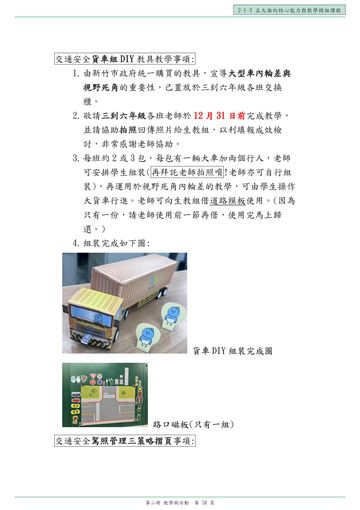 2-1-3 五大面向核心能力與教學模組課程
交通安全貨車組 DIY 教具教學事項:
1. 由新竹市政府統一購買的教具，宣導大型車內輪差與
視野死角的重要性，已置放於三到六年級各班交換
櫃。
2. 敬請三到六年級各班老師於 12 月 31 日前完成教學，
並請協助拍照回傳照片給生教組，以利填報成效檢
討，非常感謝老師協助。
3. 每班約 2 或 3 包，每包有一輛大車加兩個行人，老師
可安排學生組裝(再拜託老師拍照唷!老師亦可自行組
裝)，再運用於視野死角內輪差的教學，可由學生操作
大貨車行進。老師可向生教組借道路模板使用。(因為
只有一份，請老師使用前一節再借，使用完馬上歸
還。)
4. 組裝完成如下圖:
貨車 DIY 組裝完成圖
路口磁板(只有一組)
交通安全駕照管理三策略摺頁事項:
第二冊 教學與活動 第 58 頁